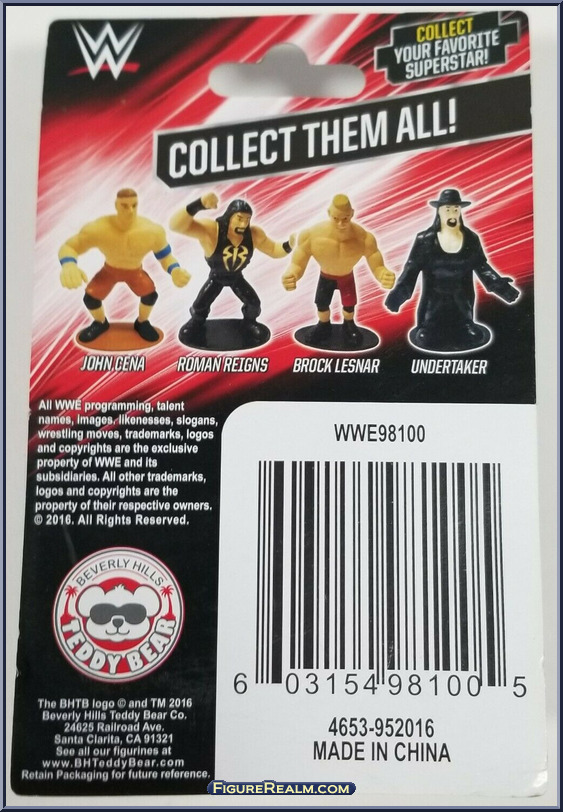 W
COLLECT
YOUR FAVORITE
SUPERSTAR!
COLLECT THEM ALL!
JOHN CENA
ROMAN REIGNS
BROCK LESNAR
UNDERTAKER
All WWE programming, talent
names, images, likenesses, slogans,
wrestling moves, trademarks, logos
and copyrights are the exclusive
property of WWE and its
subsidiaries. All other trademarks,
logos and copyrights are the
property of their respective owners.
© 2016. All Rights Reserved.
WWE98100
BEVERLY HILLS
TEDDY BEAR
6 03154 98100 5
The BHTB logo © and TM 2016
Beverly Hills Teddy Bear Co.
24625 Railroad Ave.
Santa Clarita, CA 91321
See all our figurines at
www.BHTeddyBear.com
Retain Packaging for future reference.
4653-952016
MADE IN CHINA
FIGUREREALM.COM